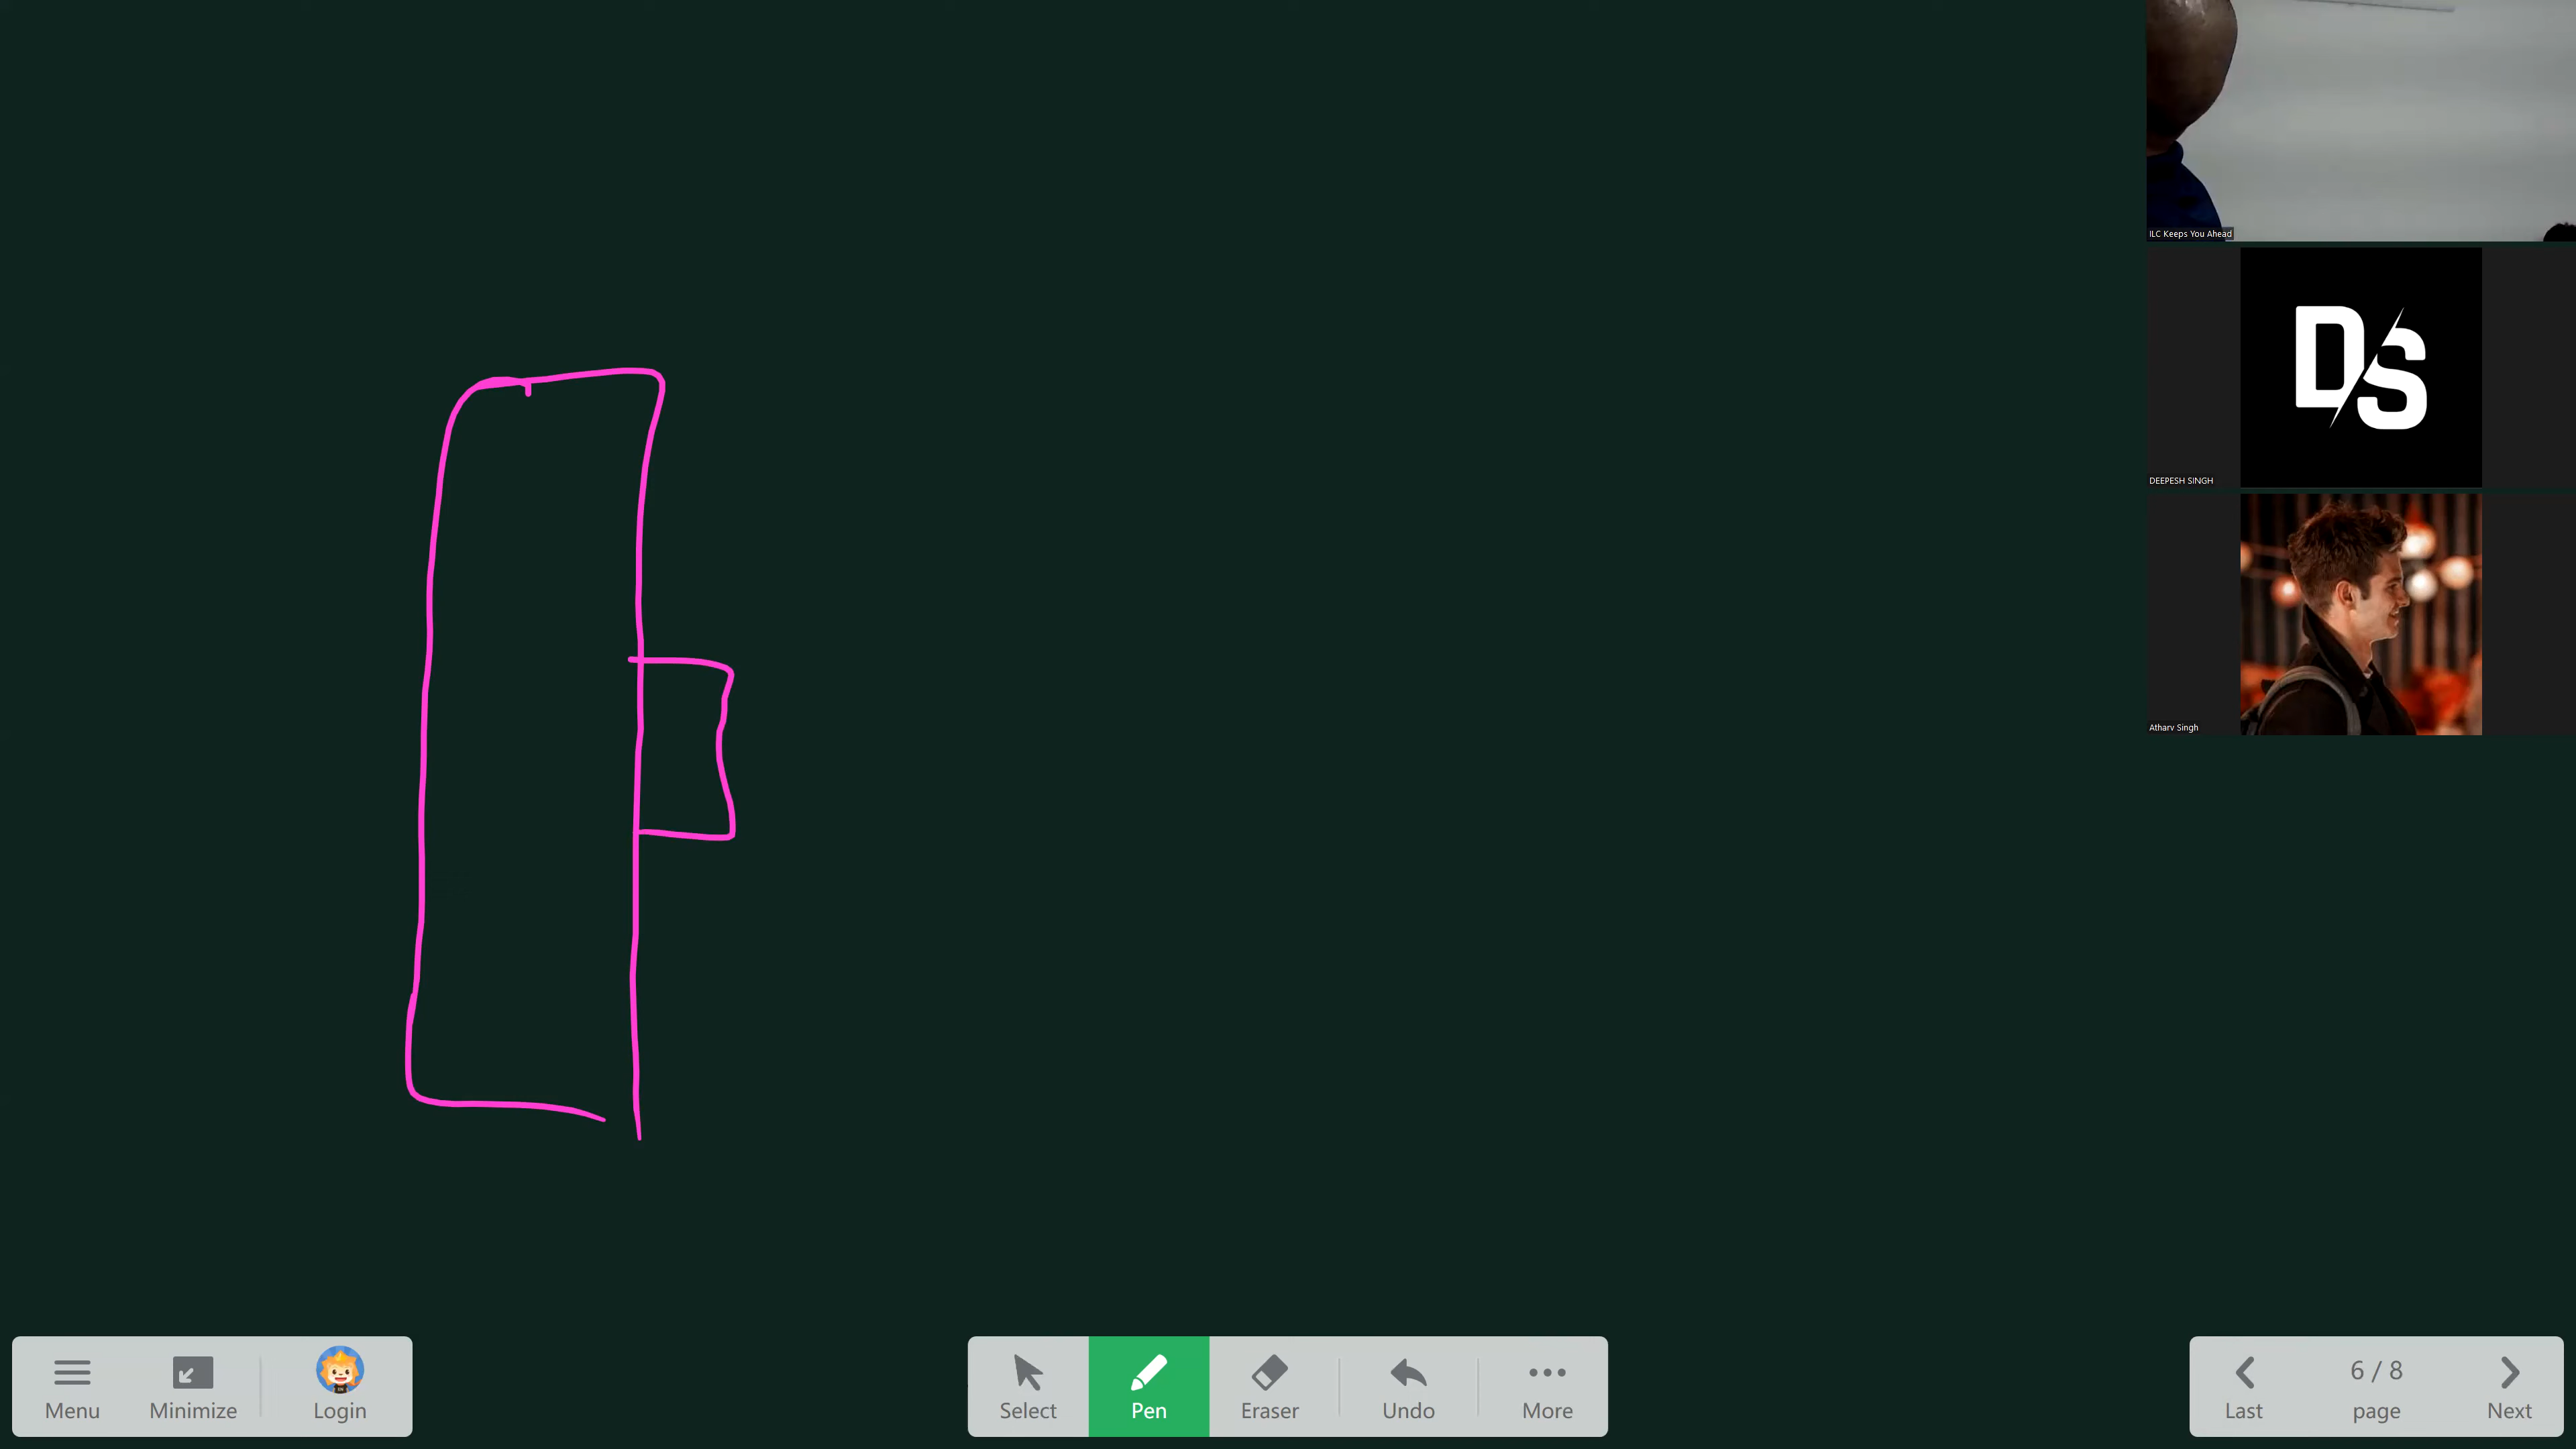 ILC Keeps You Ahead
DS
DEEPESH SINGH
Atharv Singh
Menu
Minimize
Login
Select
Pen
Eraser
Undo
More
Last
6 / 8
page
Next